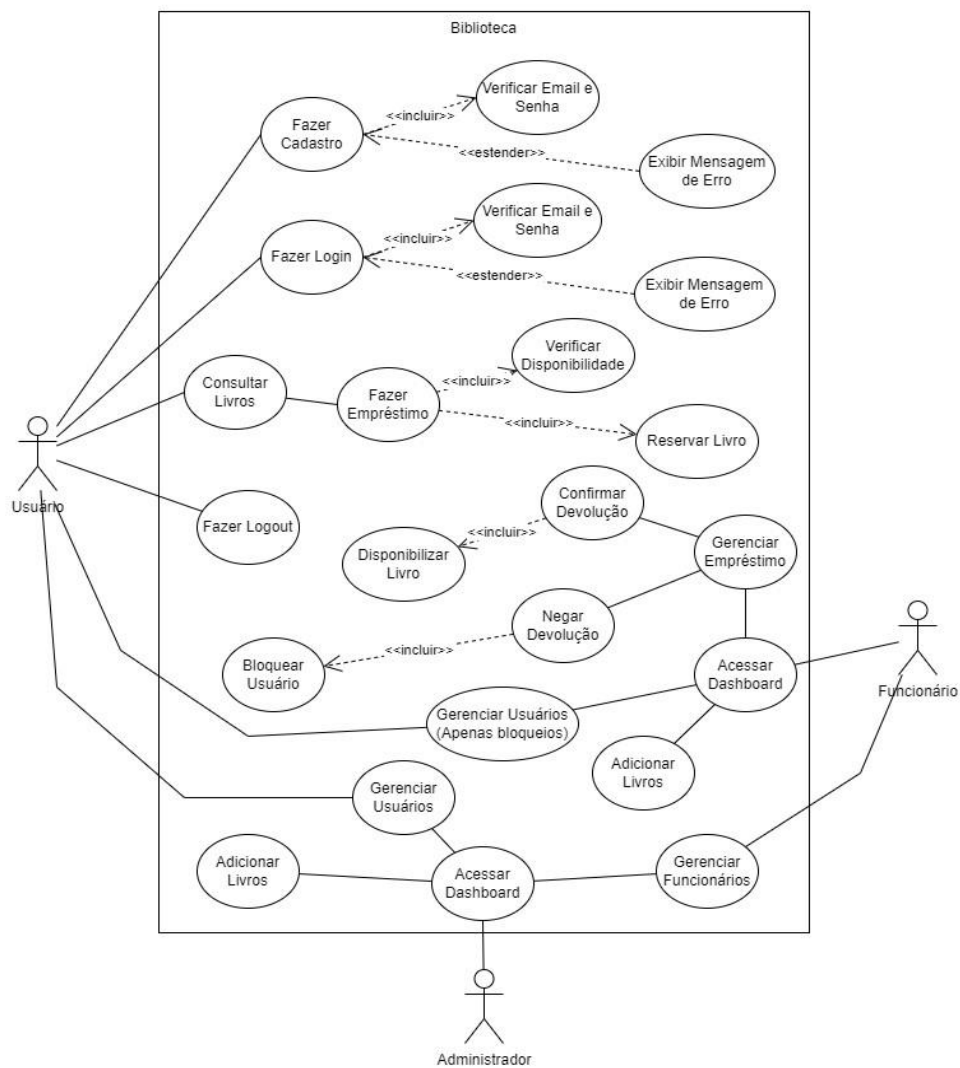 Biblioteca
Verificar Email e
Senha
<<incluir>>
Fazer
Cadastro
<<estender>>
Exibir Mensagem
de Erro
Verificar Email e
Senha
<<incluir>>
Fazer Login
<<estender>>
Exibir Mensagem
de Erro
Verificar
Disponibilidade
<<incluir>>
Consultar
Livros
Fazer
Empréstimo
<<incluir>>
Reservar Livro
Usuário
Fazer Logout
Confirmar
Devolução
<<incluir>>
Disponibilizar
Livro
Gerenciar
Empréstimo
Negar
Devolução
<<incluir>>
Bloquear
Usuário
Acessar
Dashboard
Funcionário
Gerenciar Usuários
(Apenas bloqueios)
Adicionar
Livros
Gerenciar
Usuários
Adicionar
Livros
Acessar
Dashboard
Gerenciar
Funcionários
Administrador